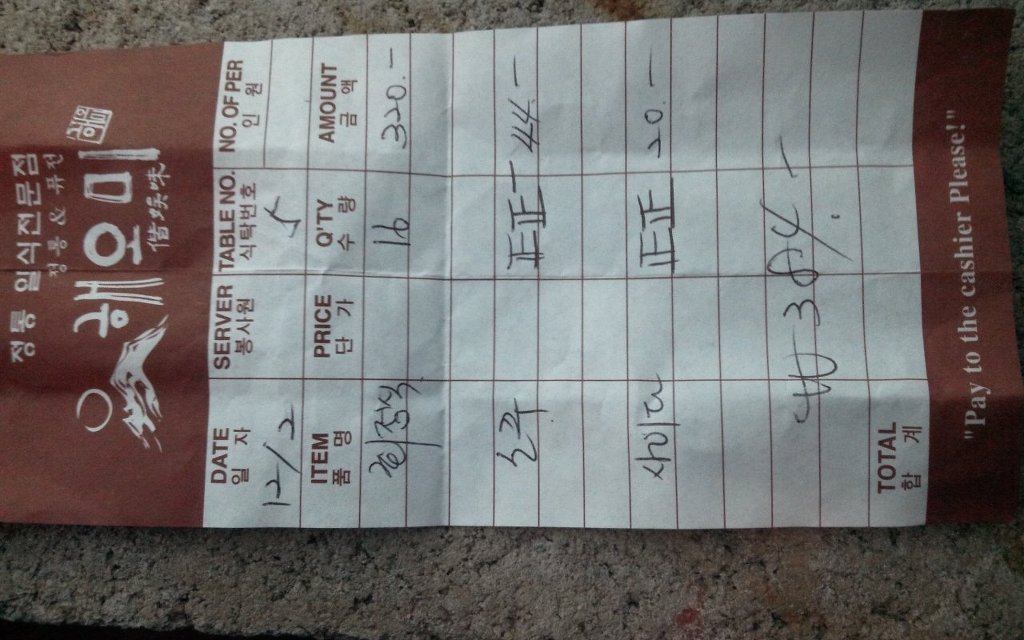 정통 일식전문점
정통 & 퓨전
해오미
偕娛味
DATE SERVER TABLE NO. NO. OF PER
일 자 봉사원 식탁번호 인 원
12/2 5
ITEM PRICE Q'TY AMOUNT
품 명 단 가 수 량 금 액
회정식 16 320.-
소주 正正一 44.-
사이다 正正 20.-
₩ 384.-
TOTAL
합 계
"Pay to the cashier Please!"